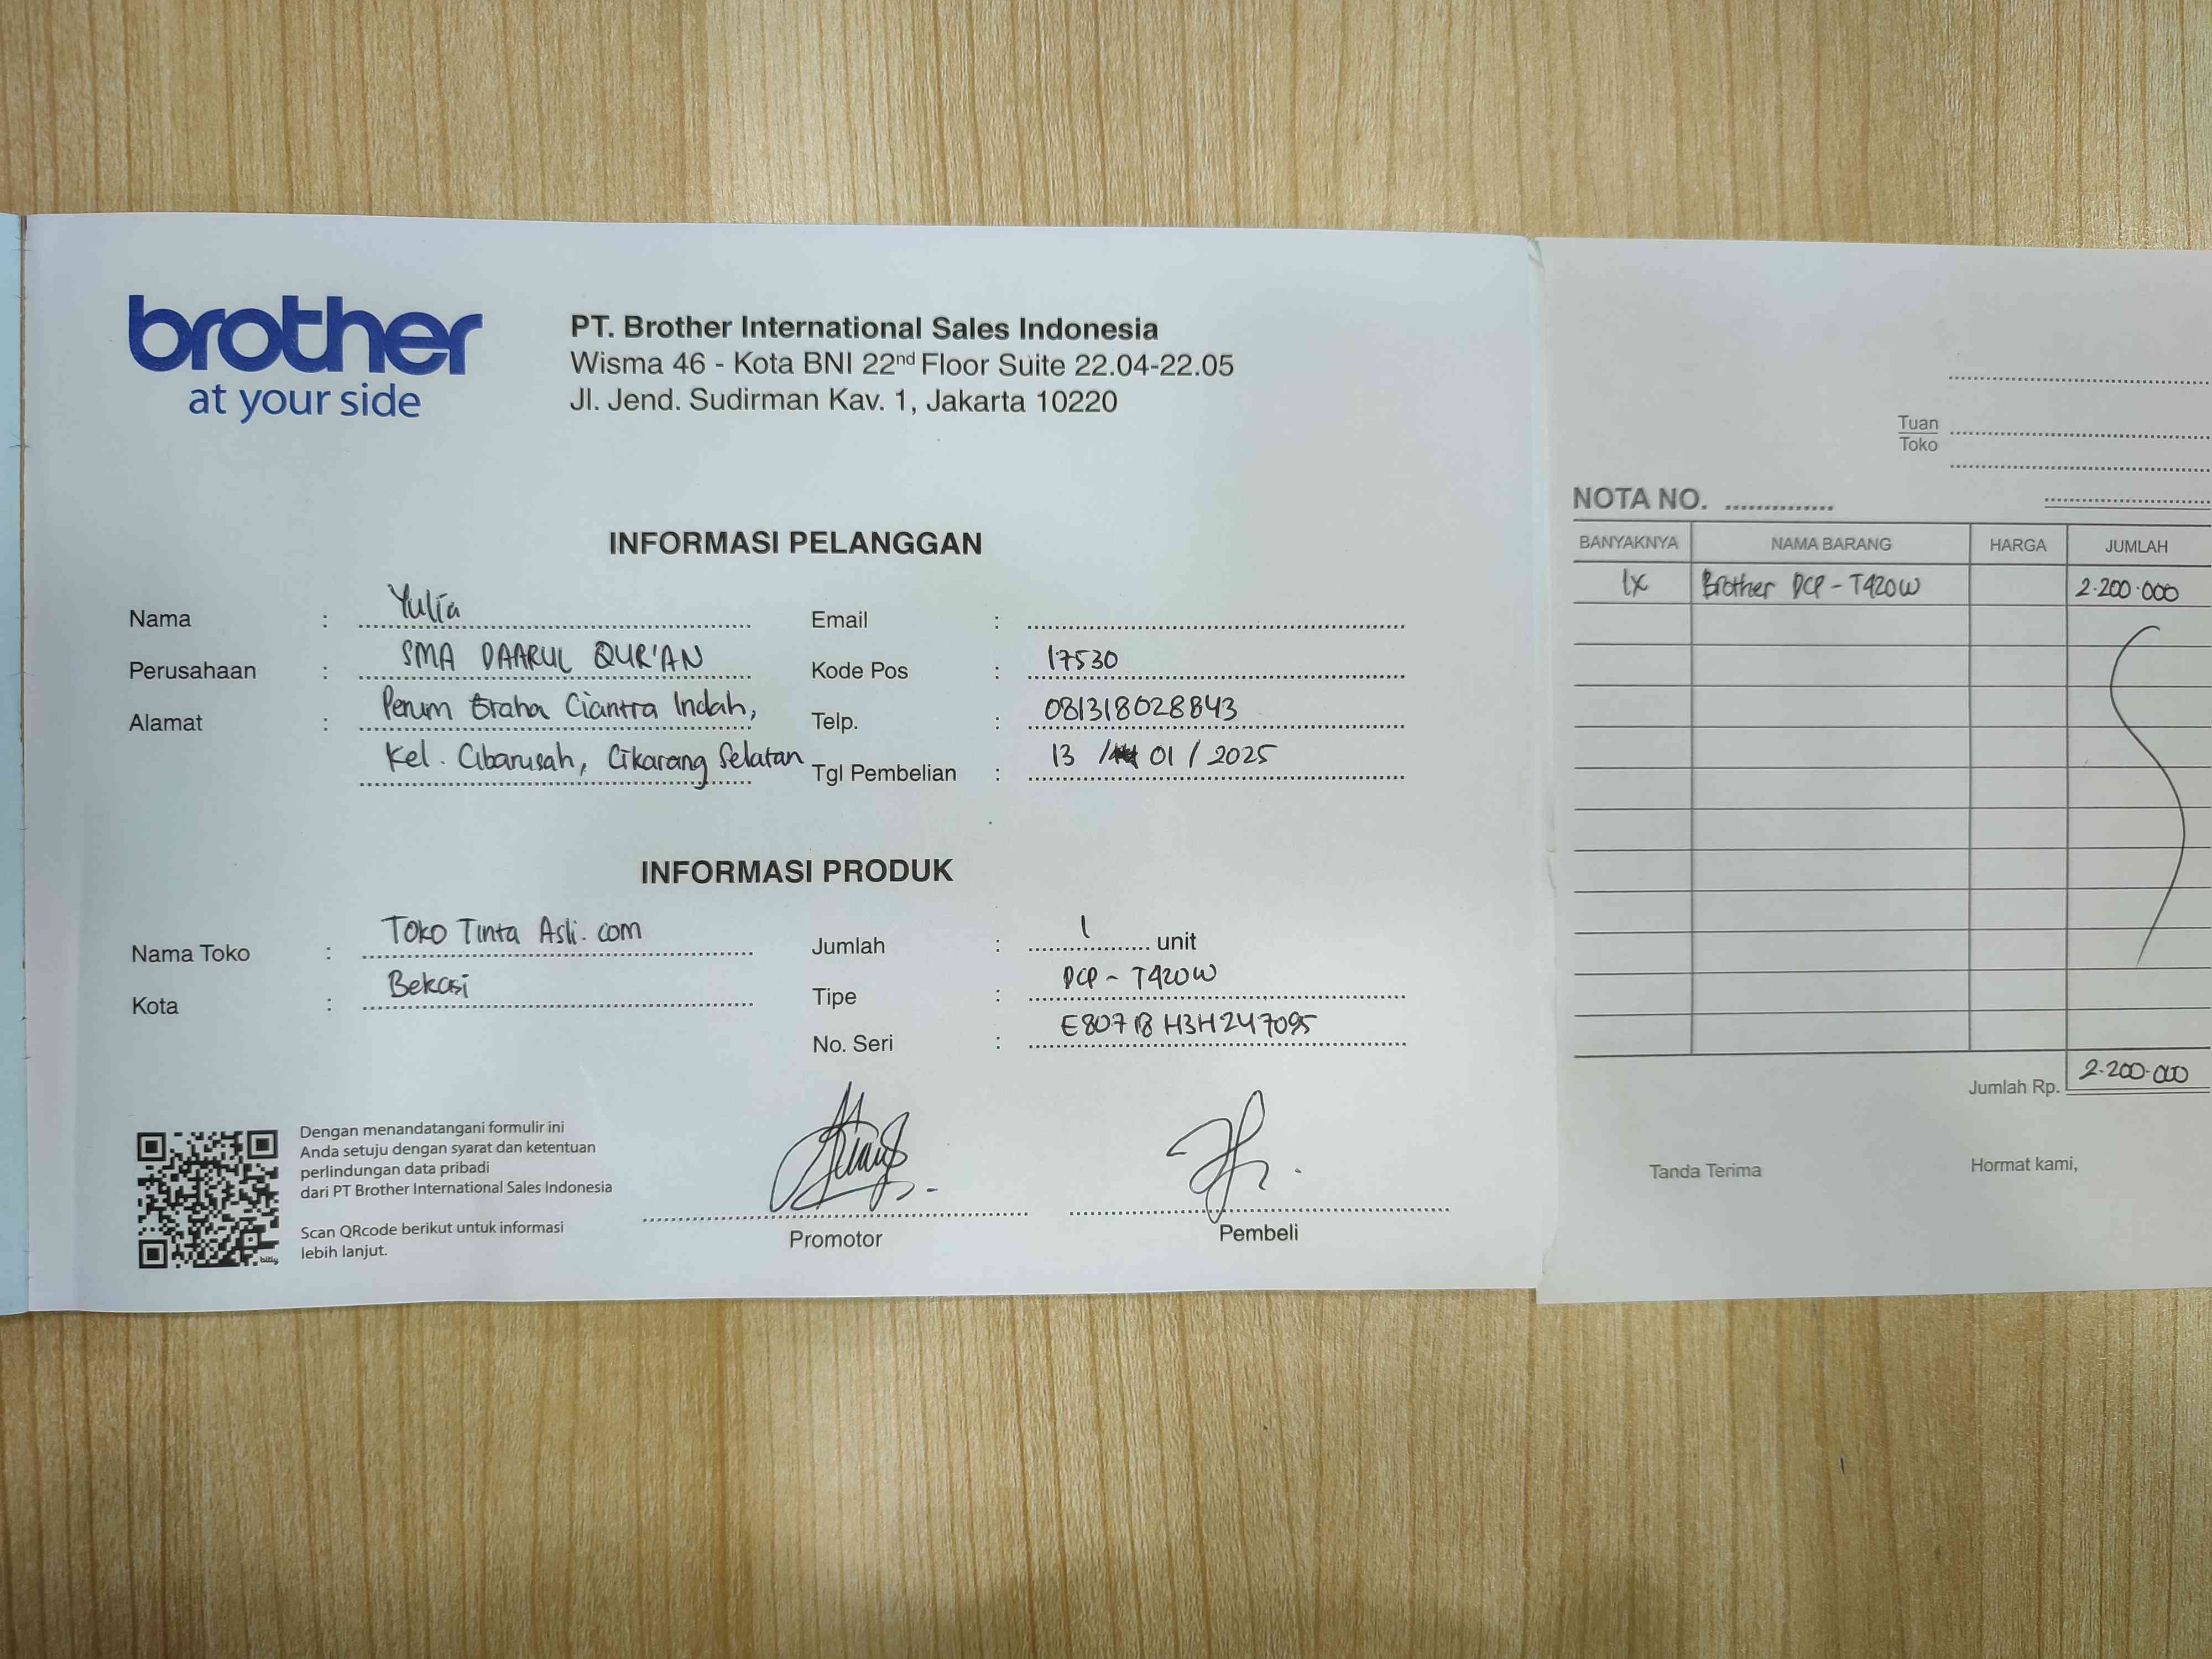 brother
at your side
PT. Brother International Sales Indonesia
Wisma 46 - Kota BNI 22nd Floor Suite 22.04-22.05
Jl. Jend. Sudirman Kav. 1, Jakarta 10220
INFORMASI PELANGGAN
Nama : Yulia
Perusahaan : SMA DAARUL QUR'AN
Alamat : Perum Graha Ciantra Indah,
Kel. Cibarusah, Cikarang Selatan
Email :
Kode Pos : 17530
Telp. : 081318028843
Tgl Pembelian : 13 / 01 / 2025
INFORMASI PRODUK
Nama Toko : Toko Tinta Asli.com
Kota : Bekasi
Jumlah : 1 unit
Tipe : DCP - T420W
No. Seri : E80718H3H247095
Dengan menandatangani formulir ini
Anda setuju dengan syarat dan ketentuan
perlindungan data pribadi
dari PT Brother International Sales Indonesia
Scan QRcode berikut untuk informasi
lebih lanjut.
bitly
Promotor
Pembeli
Tuan
Toko
NOTA NO.
BANYAKNYA NAMA BARANG HARGA JUMLAH
1x Brother DCP - T420W 2.200.000
Jumlah Rp. 2.200.000
Tanda Terima
Hormat kami,